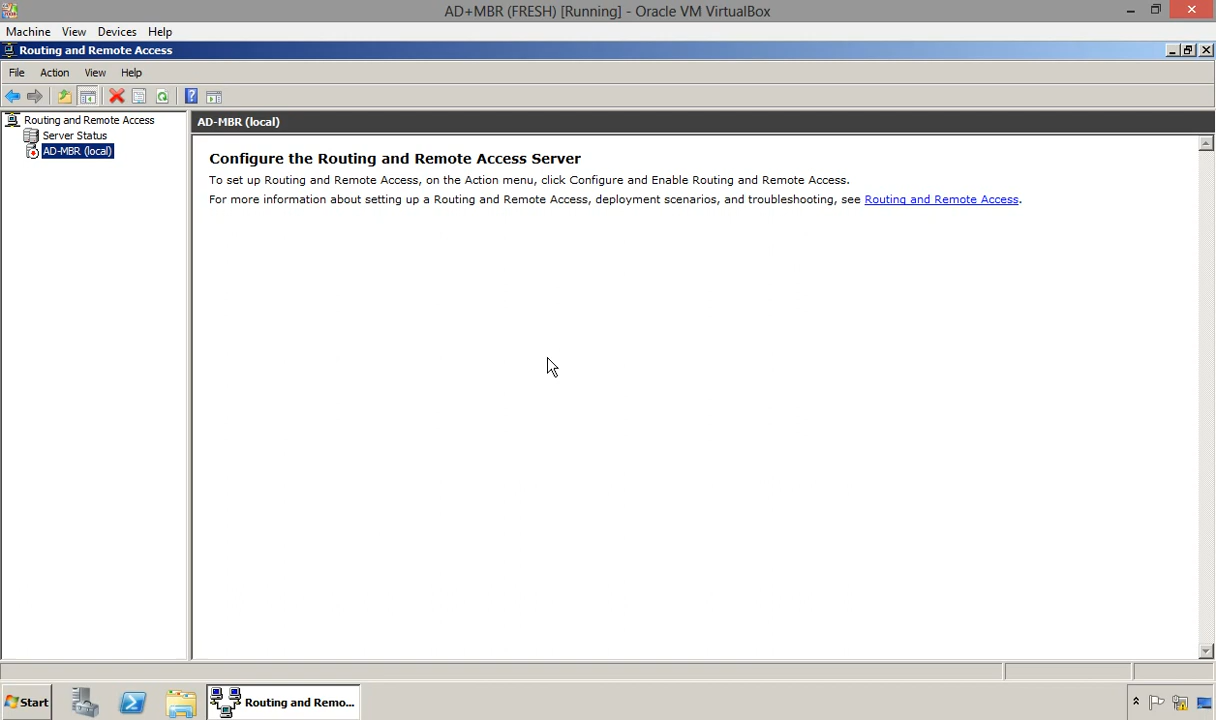 AD+MBR (FRESH) [Running] - Oracle VM VirtualBox
Machine View Devices Help
Routing and Remote Access
File Action View Help
Routing and Remote Access
Server Status
AD-MBR (local)
AD-MBR (local)
Configure the Routing and Remote Access Server
To set up Routing and Remote Access, on the Action menu, click Configure and Enable Routing and Remote Access.
For more information about setting up a Routing and Remote Access, deployment scenarios, and troubleshooting, see Routing and Remote Access.
Start
Routing and Remo...